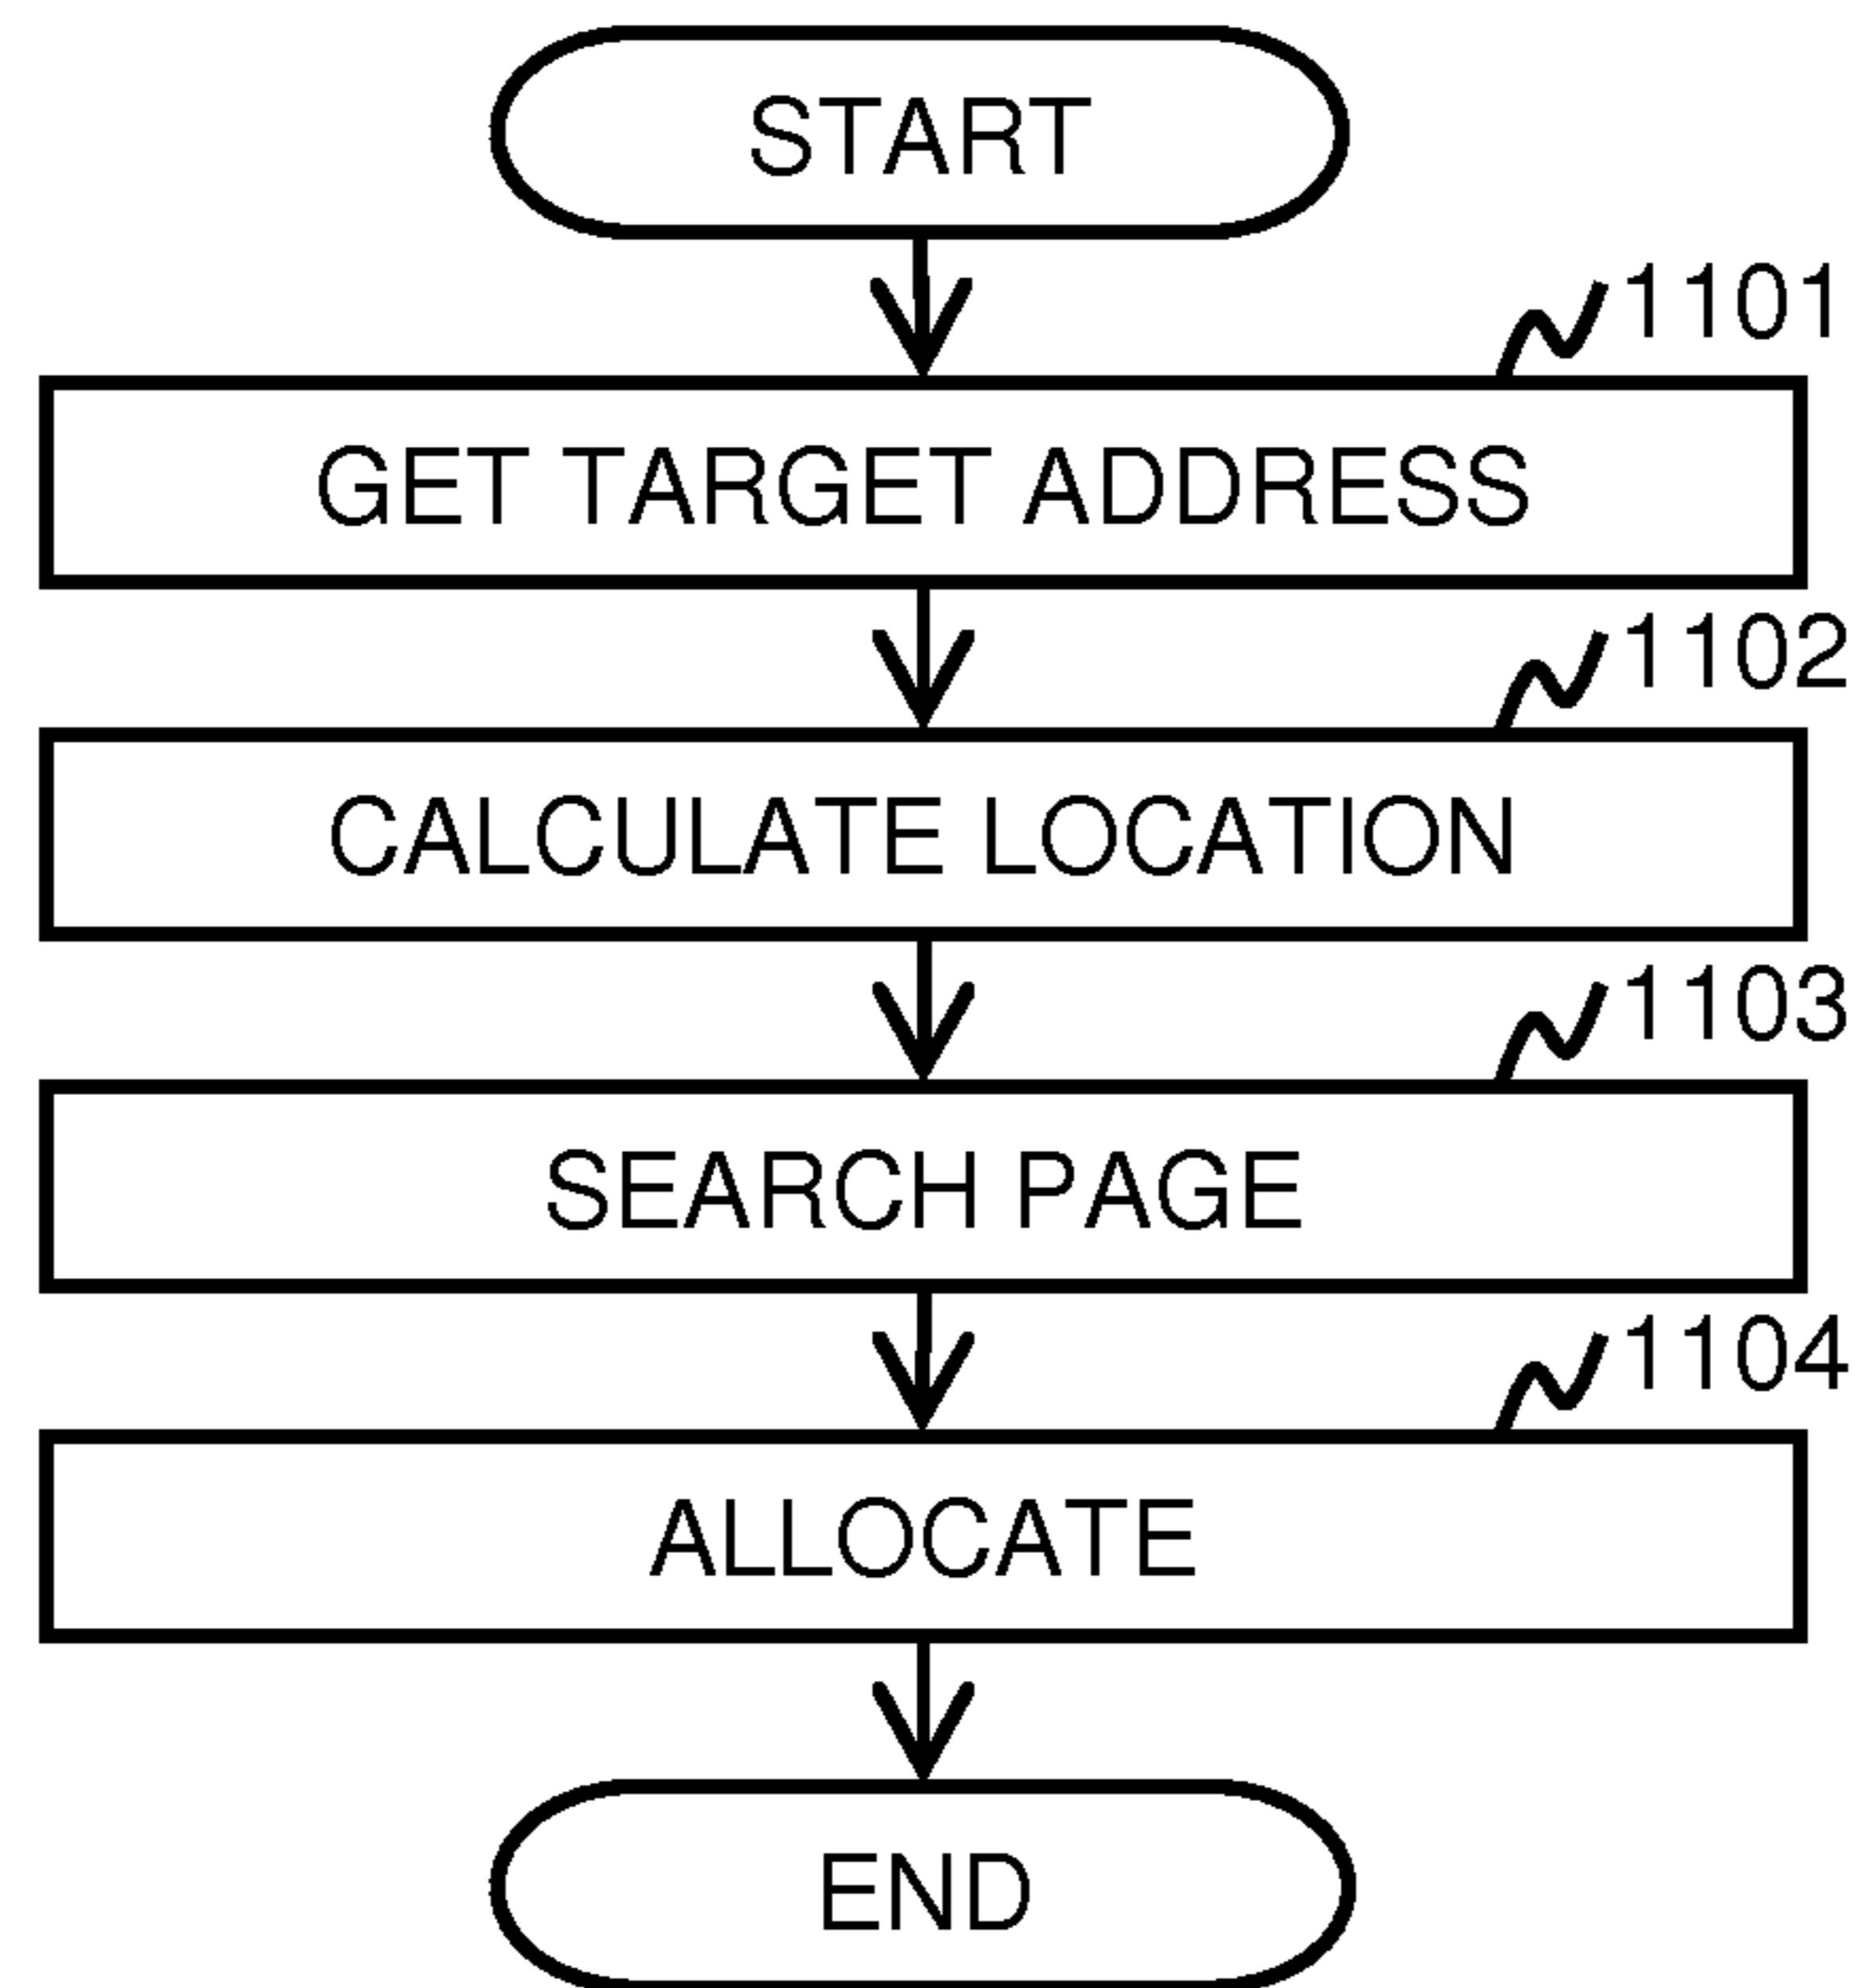 START
1101
GET TARGET ADDRESS
1102
CALCULATE LOCATION
1103
SEARCH PAGE
1104
ALLOCATE
END